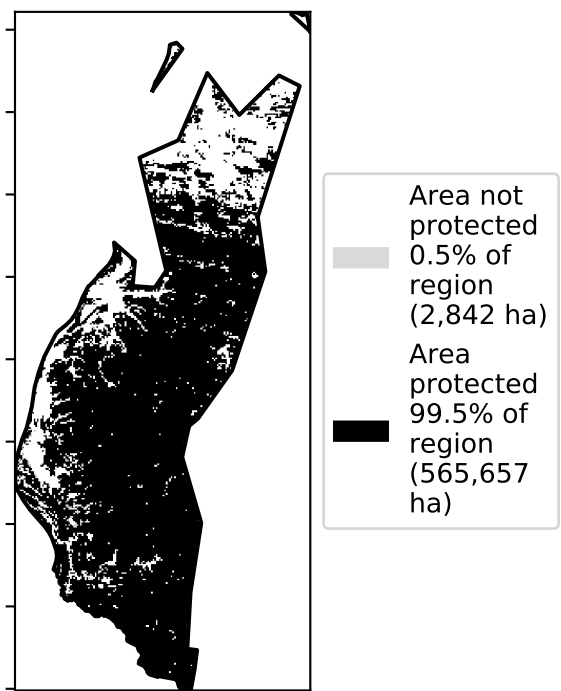 Area not
protected
0.5% of
region
(2,842 ha)
Area
protected
99.5% of
region
(565,657
ha)